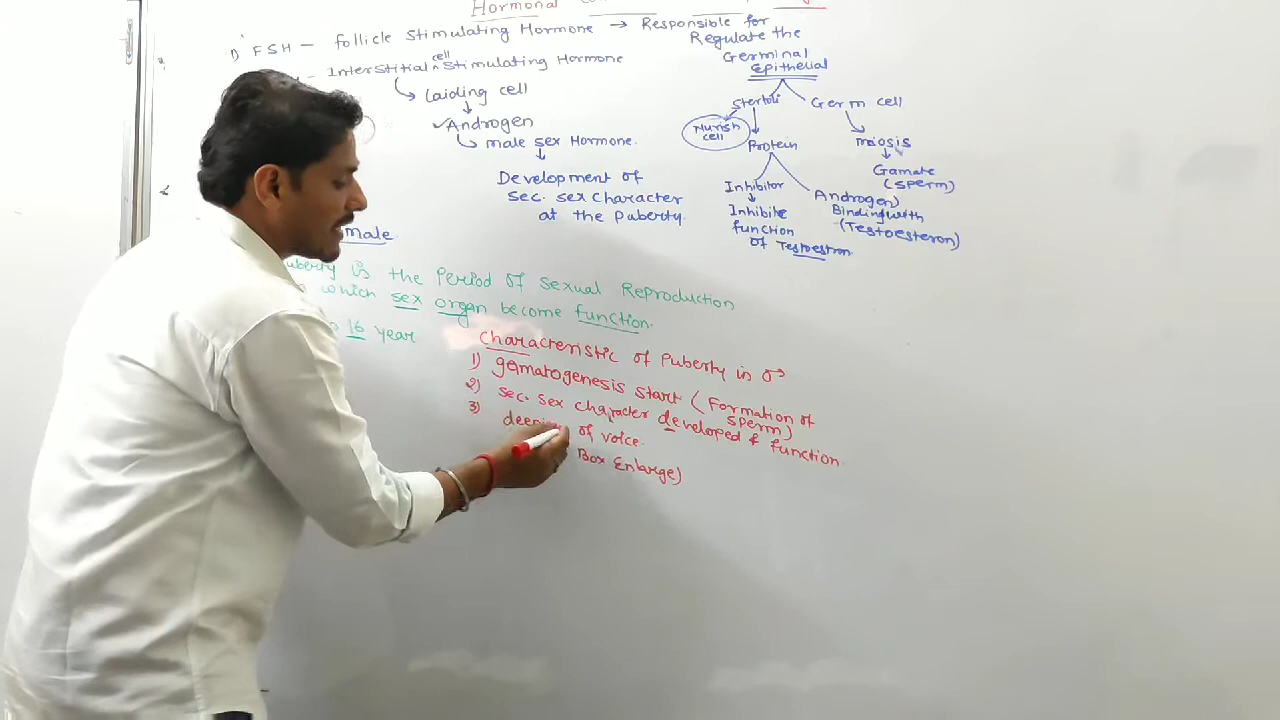 Hormonal
1) FSH - follicle stimulating Hormone → Responsible for
Regulate the
Germinal
Epithelial
- Interstitial cell stimulating Hormone
Laiding cell
✓Androgen
male sex Hormone.
Development of
Sec. sex character
at the Puberty.
Stertoli
Germ cell
Nurish
cell
Protein
meiosis
Gamate
(sperm)
Inhibitor
Inhibite
function
of Testoestron
Androgen)
Binding with
(Testoesteron)
male
is the Period of sexual Reproduction
which sex organ become function.
16 year
Characteristic of Puberty in ♂
1) gamatogenesis start (Formation of
sperm)
2) sec. sex character developed & function.
3) of voice.
Box Enlarge)